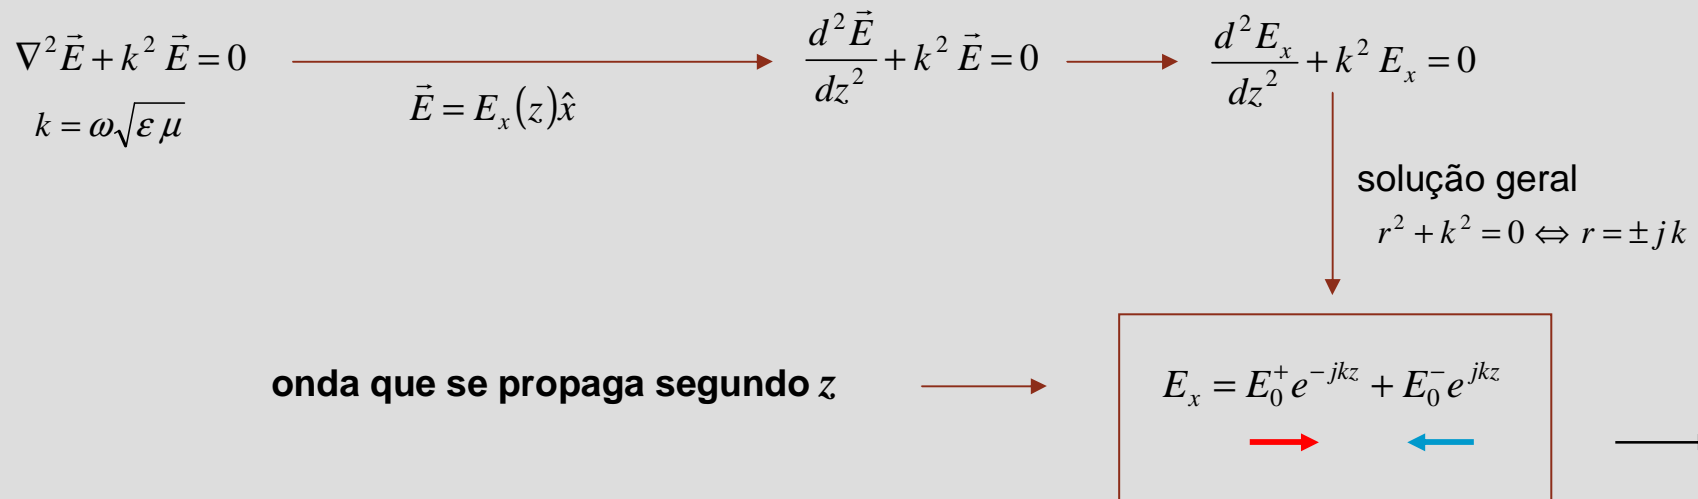 ∇²E⃗ + k² E⃗ = 0
k = ω√(ε μ)
E⃗ = Eₓ(z)x̂
d²E⃗/dz² + k² E⃗ = 0
d²Eₓ/dz² + k² Eₓ = 0
solução geral
r² + k² = 0 ⇔ r = ± j k
onda que se propaga segundo z
Eₓ = E₀⁺ e^{-jkz} + E₀⁻ e^{jkz}